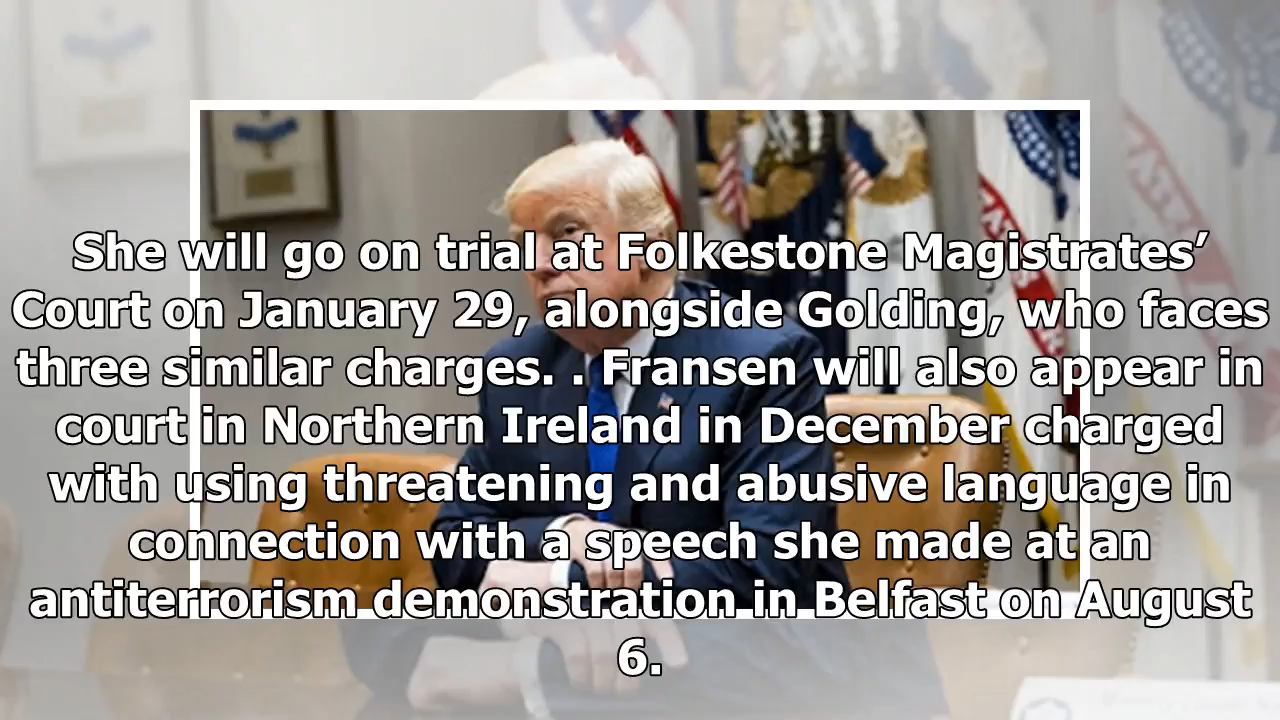 She will go on trial at Folkestone Magistrates’
Court on January 29, alongside Golding, who faces
three similar charges. . Fransen will also appear in
court in Northern Ireland in December charged
with using threatening and abusive language in
connection with a speech she made at an
antiterrorism demonstration in Belfast on August
6.